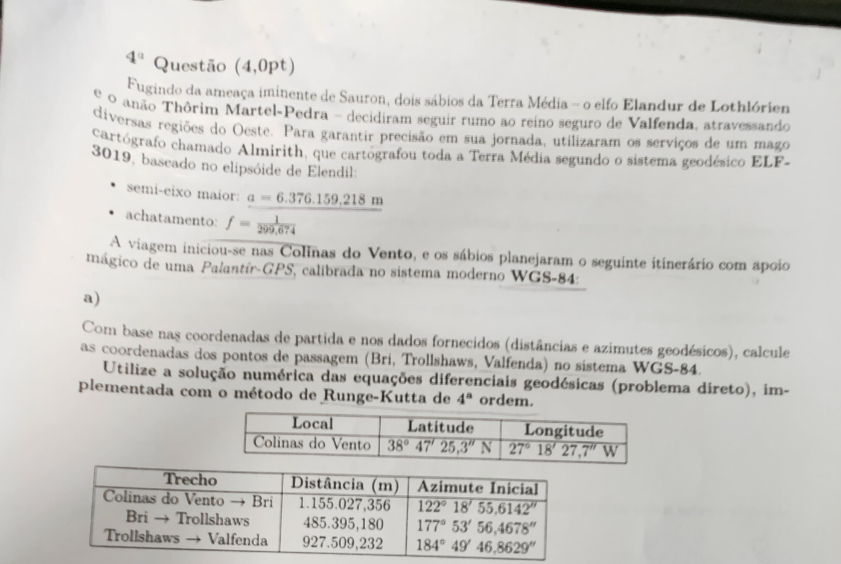 4ª Questão (4,0pt)
Fugindo da ameaça iminente de Sauron, dois sábios da Terra Média – o elfo Elandur de Lothlórien
e o anão Thôrim Martel-Pedra – decidiram seguir rumo ao reino seguro de Valfenda, atravessando
diversas regiões do Oeste. Para garantir precisão em sua jornada, utilizaram os serviços de um mago
cartógrafo chamado Almirith, que cartografou toda a Terra Média segundo o sistema geodésico ELF-
3019, baseado no elipsóide de Elendil:
• semi-eixo maior: a = 6.376.159,218 m
• achatamento: f = 1/299,674
A viagem iniciou-se nas Colinas do Vento, e os sábios planejaram o seguinte itinerário com apoio
mágico de uma Palantír-GPS, calibrada no sistema moderno WGS-84:
a)
Com base nas coordenadas de partida e nos dados fornecidos (distâncias e azimutes geodésicos), calcule
as coordenadas dos pontos de passagem (Bri, Trollshaws, Valfenda) no sistema WGS-84.
Utilize a solução numérica das equações diferenciais geodésicas (problema direto), im-
plementada com o método de Runge-Kutta de 4ª ordem.
Local Latitude Longitude
Colinas do Vento 38° 47′ 25,3″ N 27° 18′ 27,7″ W
Trecho Distância (m) Azimute Inicial
Colinas do Vento → Bri 1.155.027,356 122° 18′ 55,6142″
Bri → Trollshaws 485.395,180 177° 53′ 56,4678″
Trollshaws → Valfenda 927.509,232 184° 49′ 46,8629″